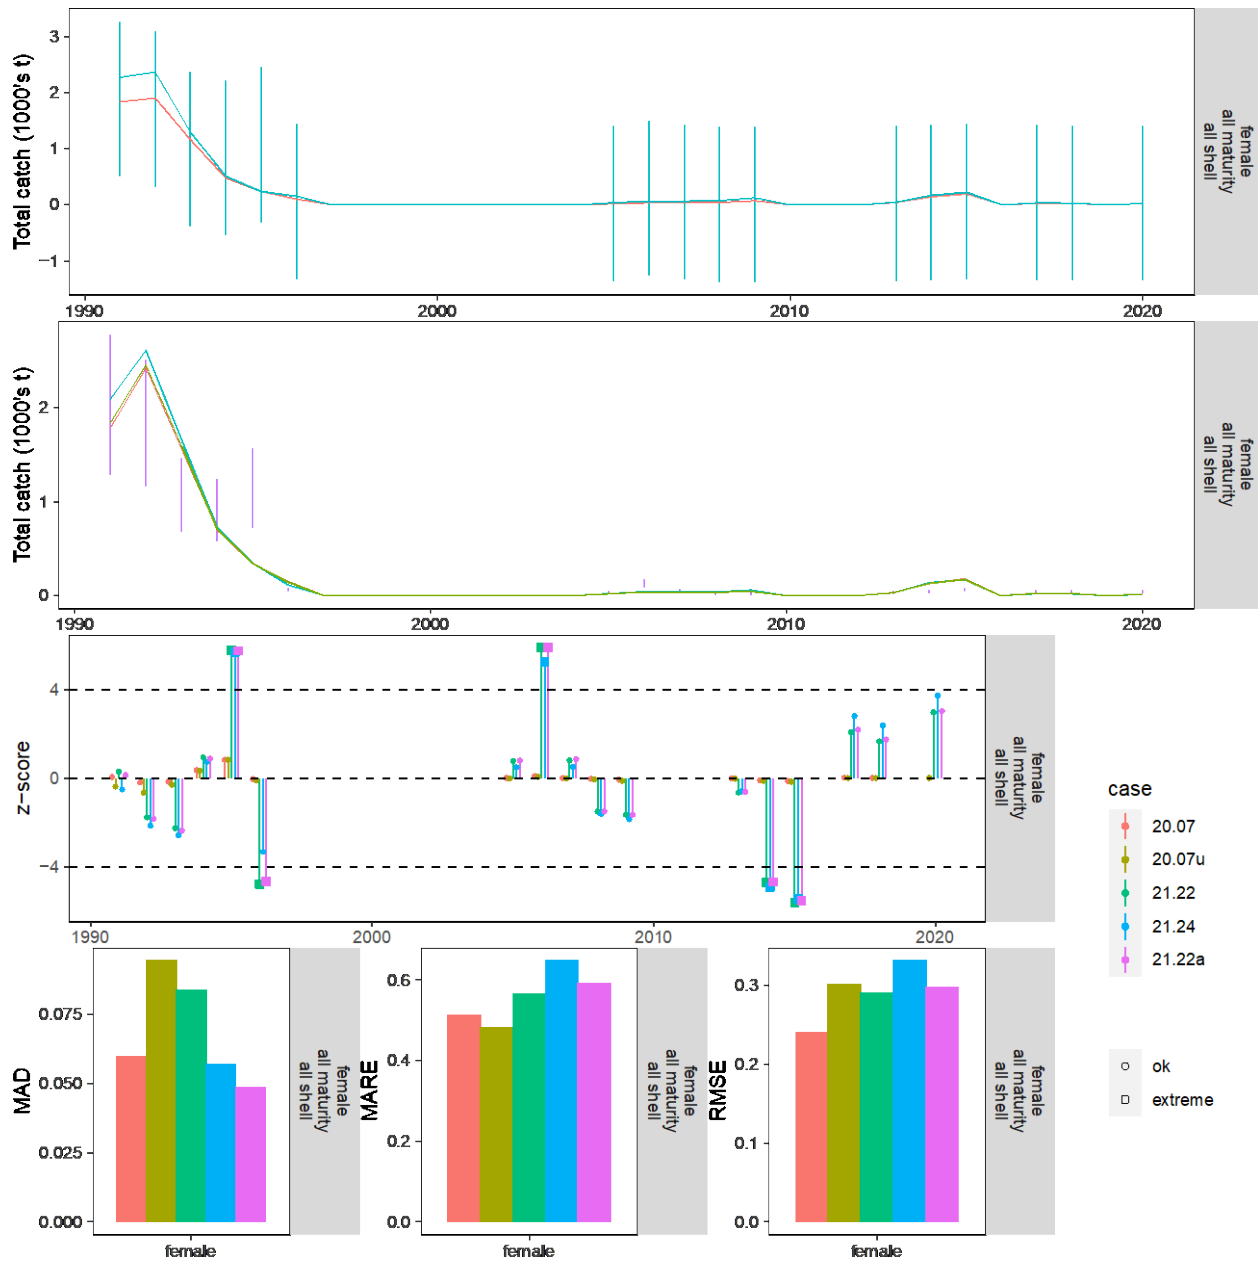 Total catch (1000's t)
3
2
1
0
−1
1990
2000
2010
2020
female
all maturity
all shell
Total catch (1000's t)
2
1
0
1990
2000
2010
2020
female
all maturity
all shell
z−score
4
0
−4
1990
2000
2010
2020
female
all maturity
all shell
case
20.07
20.07u
21.22
21.24
21.22a
ok
extreme
MAD
0.075
0.050
0.025
0.000
female
female
all maturity
all shell
MARE
0.6
0.4
0.2
0.0
female
female
all maturity
all shell
RMSE
0.3
0.2
0.1
0.0
female
female
all maturity
all shell